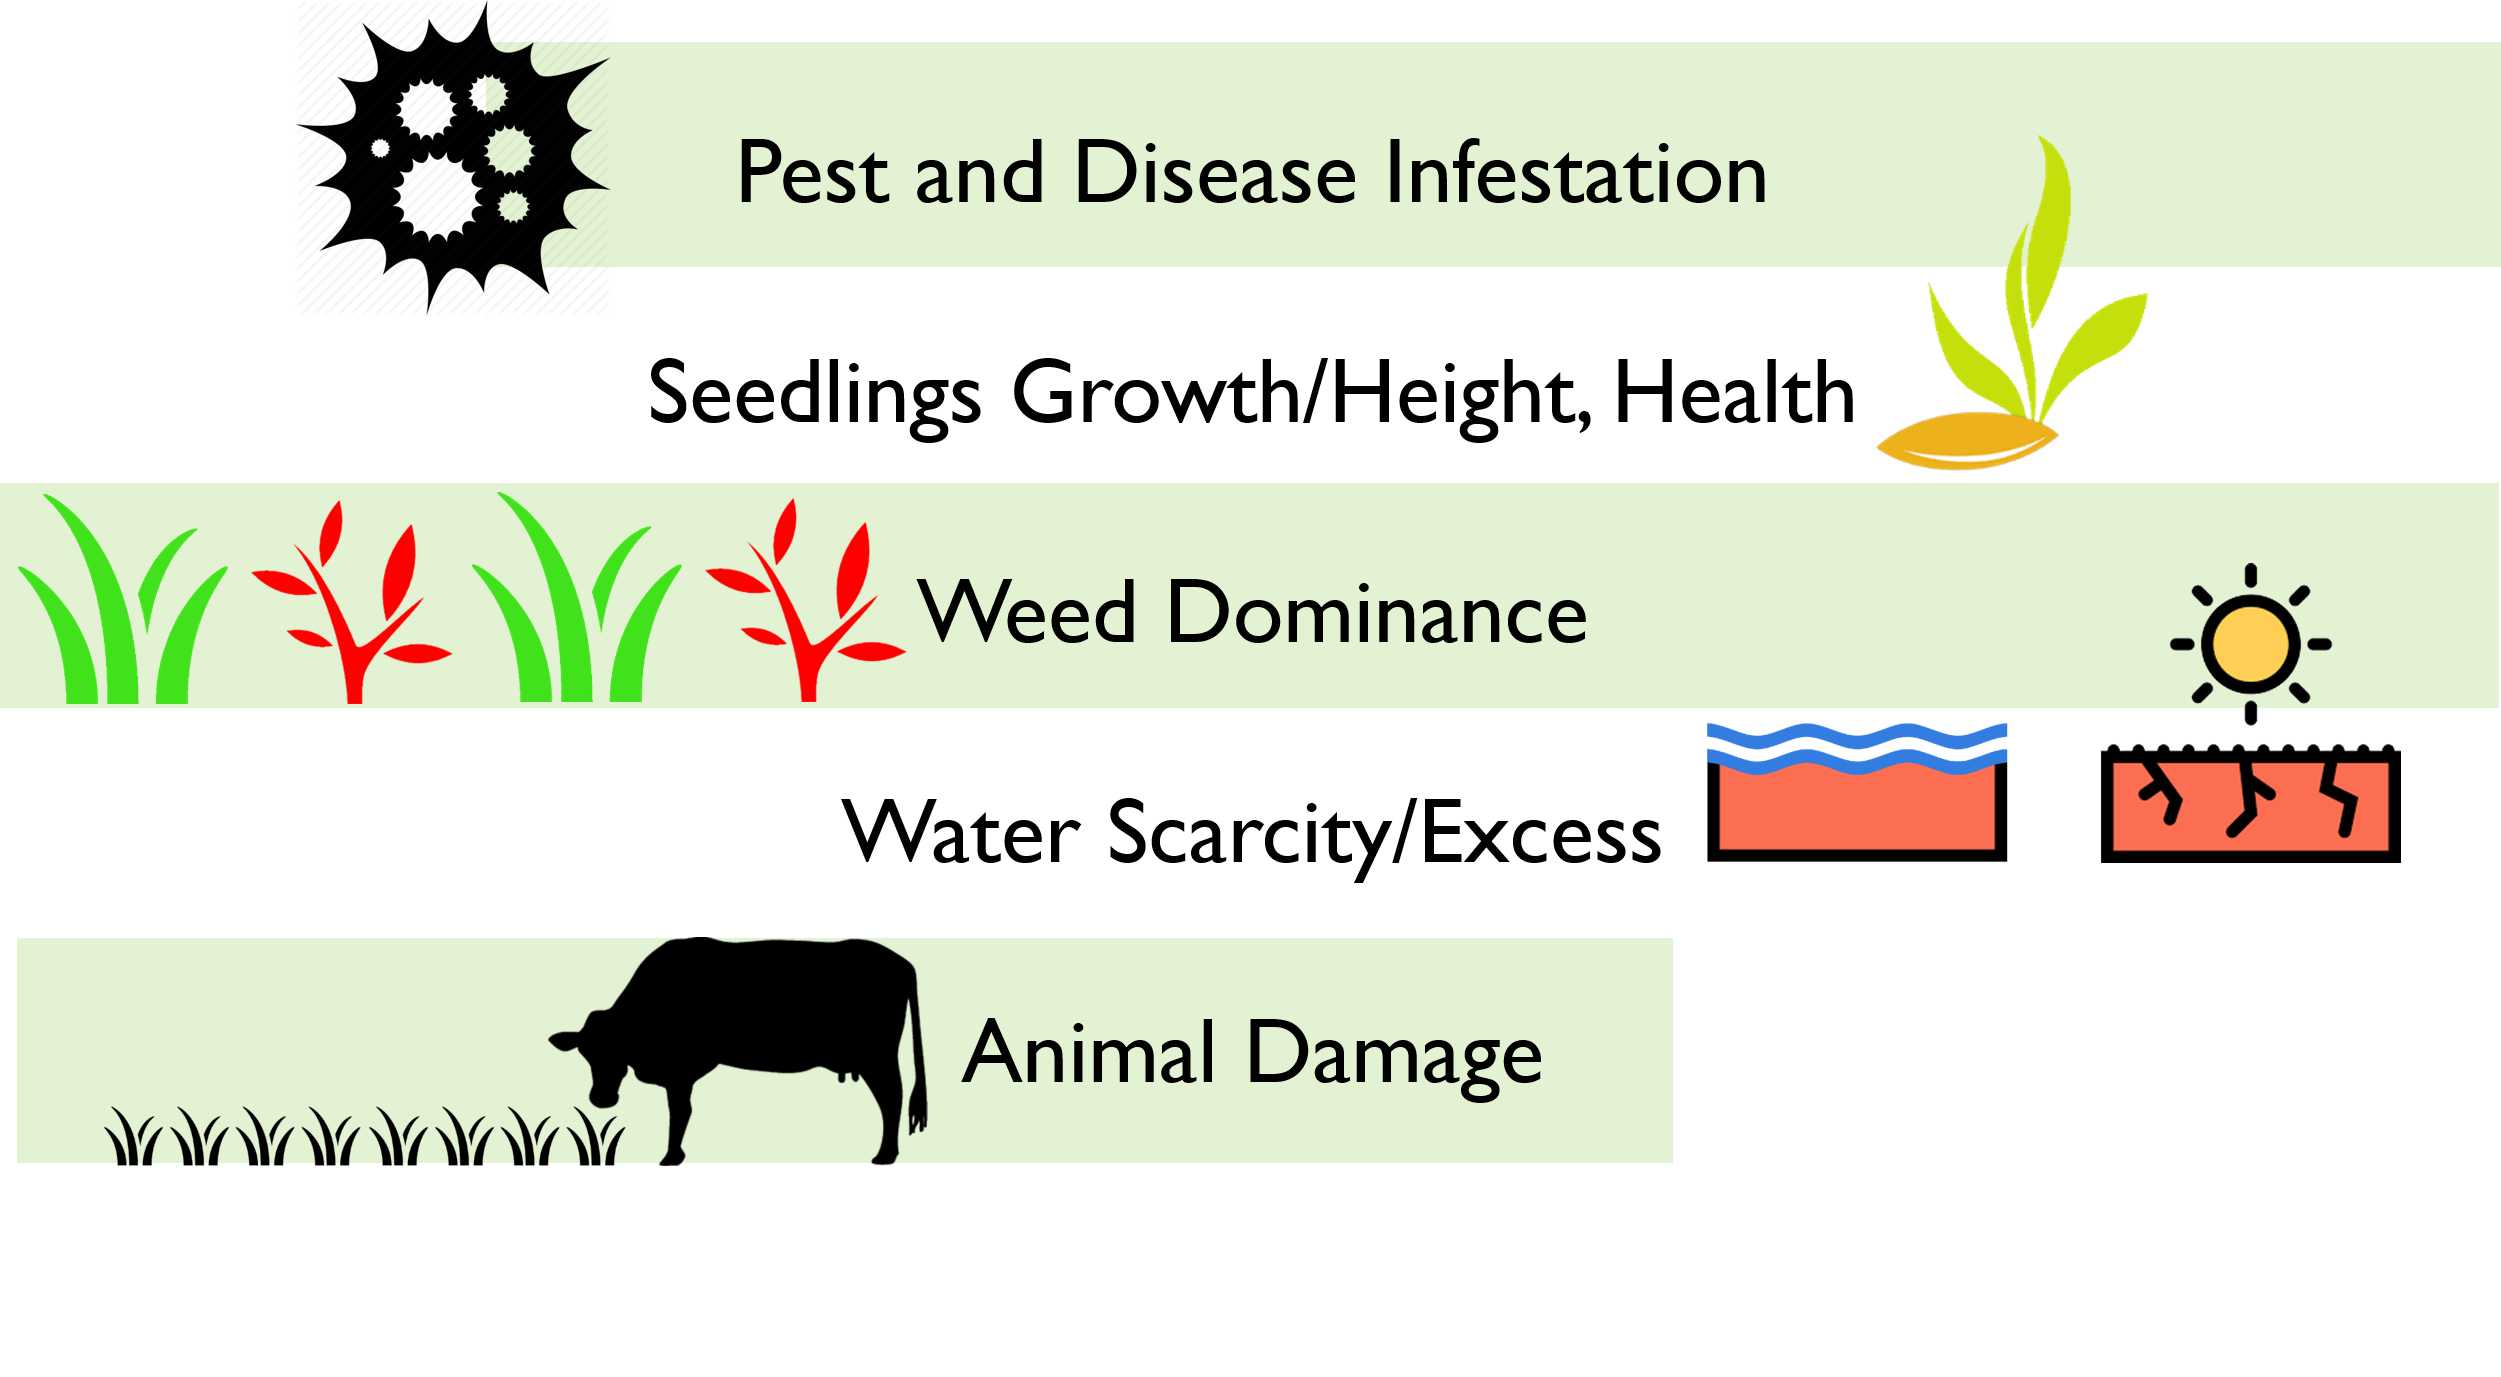 Pest and Disease Infestation
Seedlings Growth/Height, Health
Weed Dominance
Water Scarcity/Excess
Animal Damage